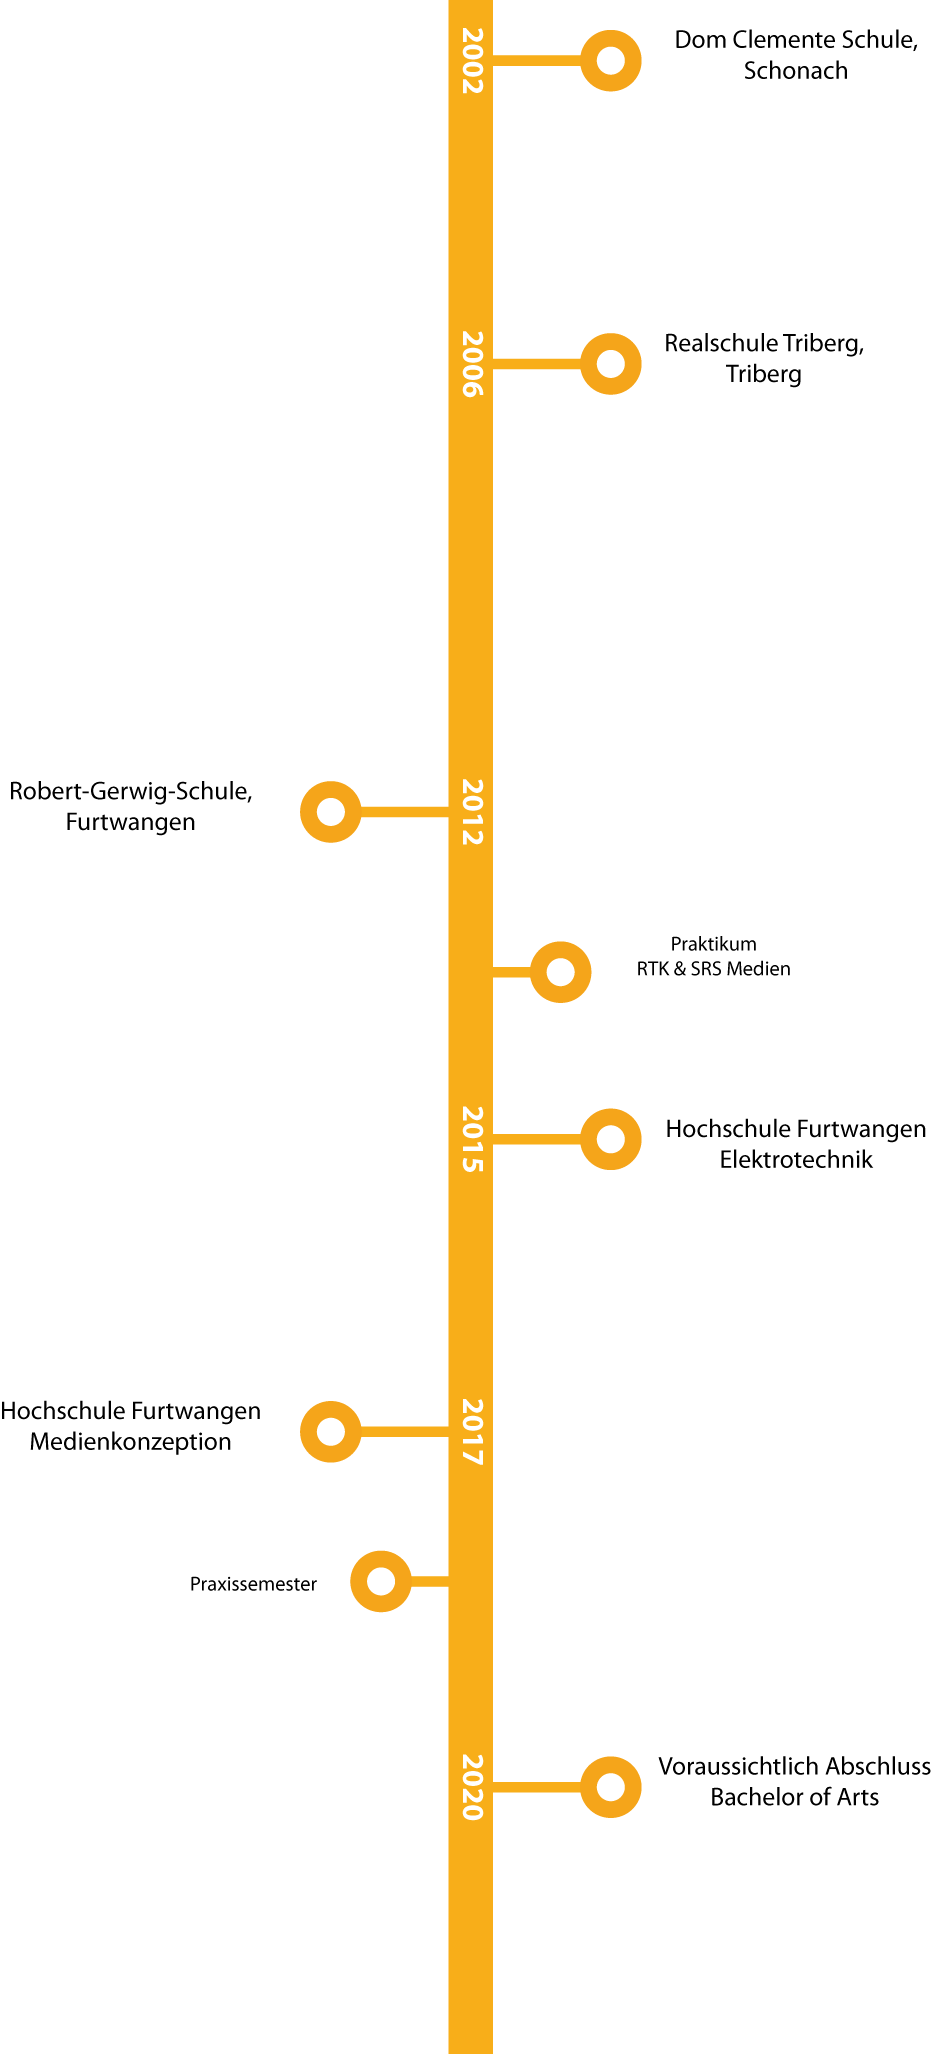 2002
Dom Clemente Schule,
Schonach
2006
Realschule Triberg,
Triberg
Robert-Gerwig-Schule,
Furtwangen
2012
Praktikum
RTK & SRS Medien
2015
Hochschule Furtwangen
Elektrotechnik
Hochschule Furtwangen
Medienkonzeption
2017
Praxissemester
2020
Voraussichtlich Abschluss
Bachelor of Arts